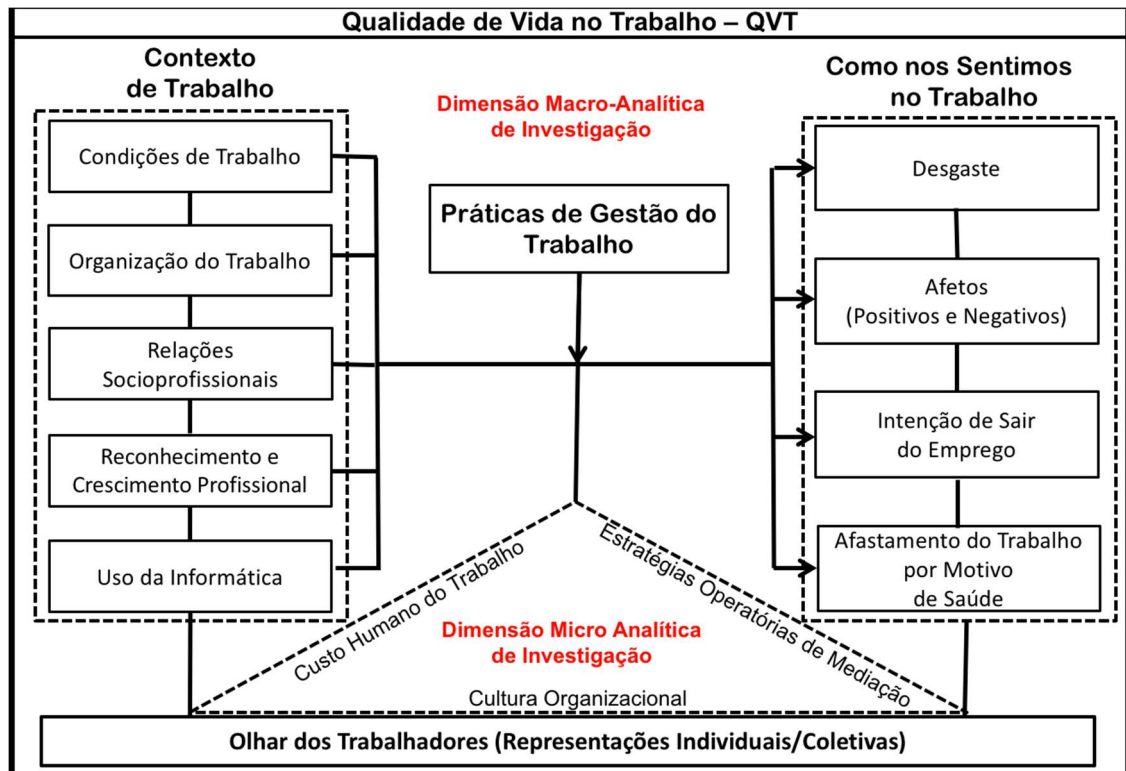 Qualidade de Vida no Trabalho – QVT
Contexto
de Trabalho
Condições de Trabalho
Organização do Trabalho
Relações
Socioprofissionais
Reconhecimento e
Crescimento Profissional
Uso da Informática
Dimensão Macro-Analítica
de Investigação
Práticas de Gestão do
Trabalho
Como nos Sentimos
no Trabalho
Desgaste
Afetos
(Positivos e Negativos)
Intenção de Sair
do Emprego
Afastamento do Trabalho
por Motivo
de Saúde
Custo Humano do Trabalho
Estratégias Operatórias de Mediação
Dimensão Micro Analítica
de Investigação
Cultura Organizacional
Olhar dos Trabalhadores (Representações Individuais/Coletivas)